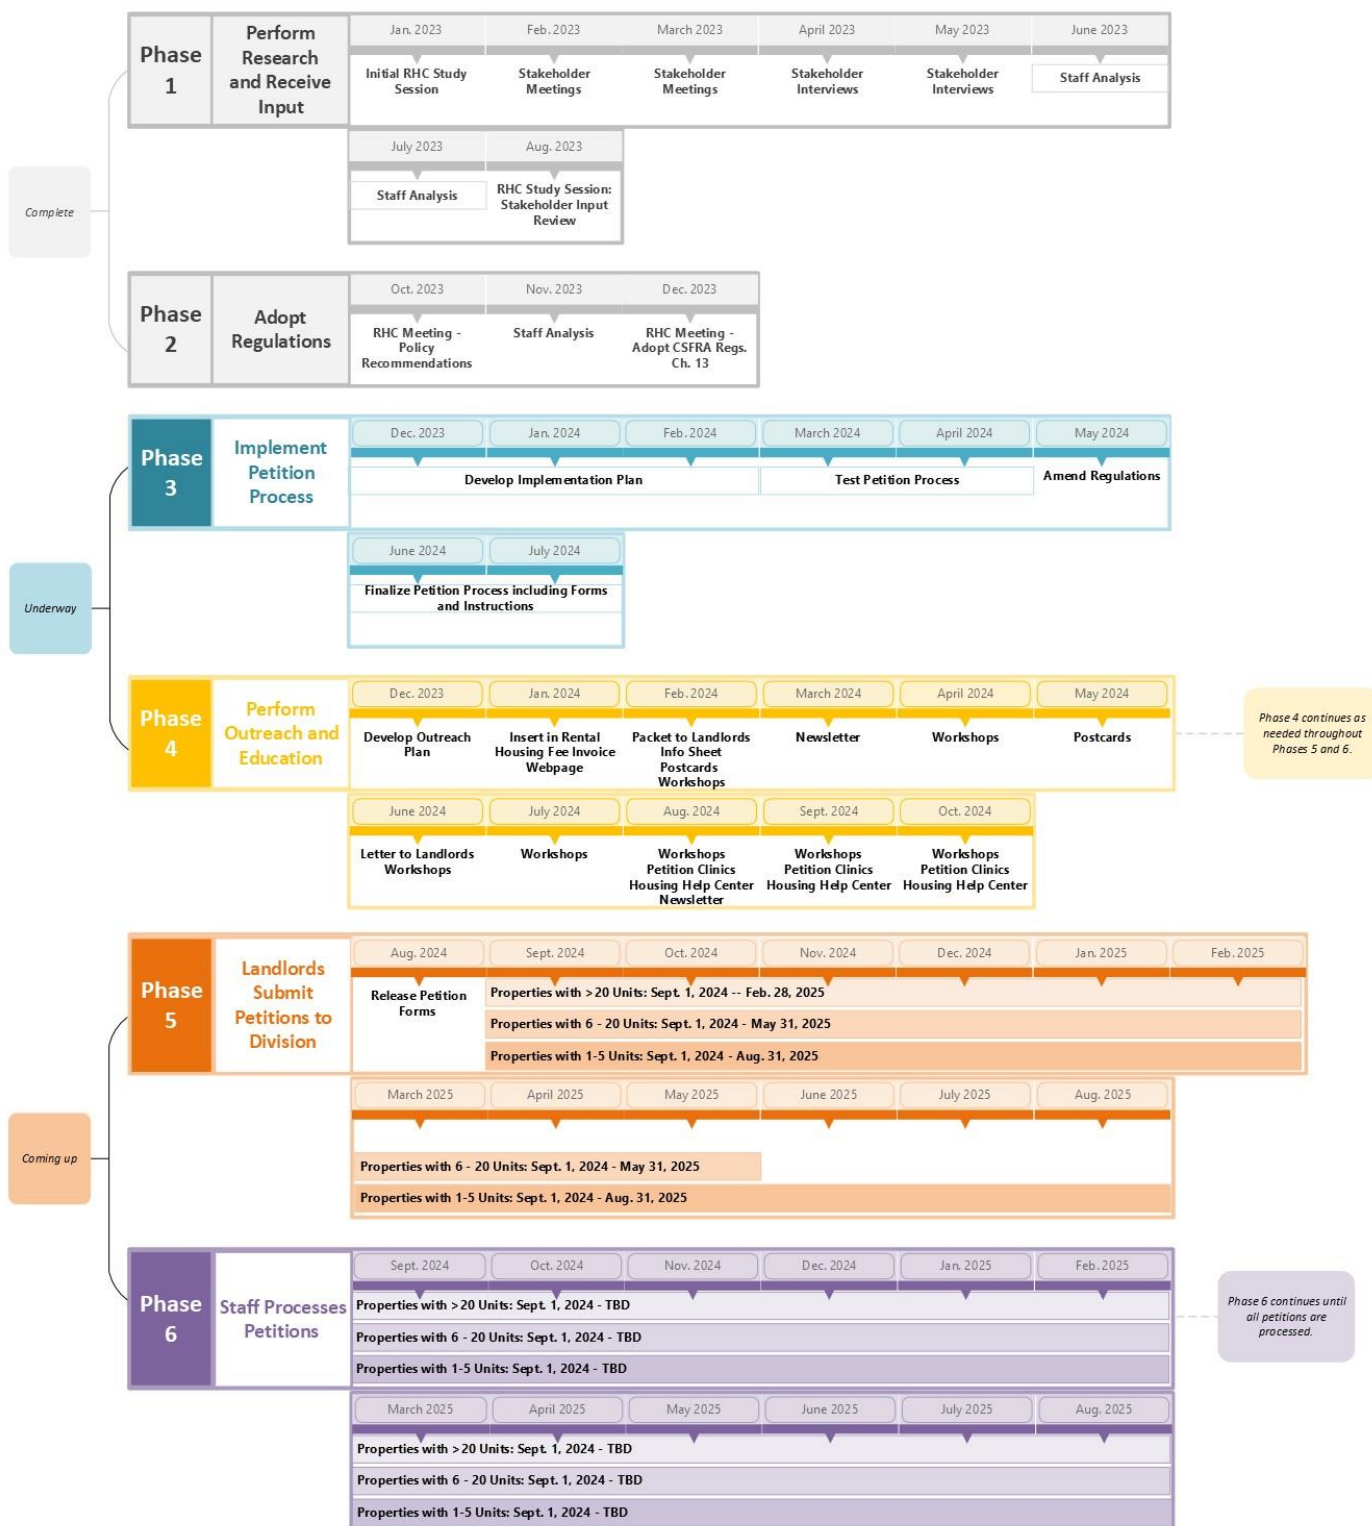 Phase
1
Perform
Research
and Receive
Input
Jan. 2023
Feb. 2023
March 2023
April 2023
May 2023
June 2023
Initial RHC Study
Session
Stakeholder
Meetings
Stakeholder
Meetings
Stakeholder
Interviews
Stakeholder
Interviews
Staff Analysis
July 2023
Aug. 2023
Staff Analysis
RHC Study Session:
Stakeholder Input
Review
Complete
Phase
2
Adopt
Regulations
Oct. 2023
Nov. 2023
Dec. 2023
RHC Meeting -
Policy
Recommendations
Staff Analysis
RHC Meeting -
Adopt CSFRA Regs.
Ch. 13
Phase
3
Implement
Petition
Process
Dec. 2023
Jan. 2024
Feb. 2024
March 2024
April 2024
May 2024
Develop Implementation Plan
Test Petition Process
Amend Regulations
June 2024
July 2024
Finalize Petition Process including Forms
and Instructions
Underway
Phase
4
Perform
Outreach and
Education
Dec. 2023
Jan. 2024
Feb. 2024
March 2024
April 2024
May 2024
Develop Outreach
Plan
Insert in Rental
Housing Fee Invoice
Webpage
Packet to Landlords
Info Sheet
Postcards
Workshops
Newsletter
Workshops
Postcards
Phase 4 continues as
needed throughout
Phases 5 and 6.
June 2024
July 2024
Aug. 2024
Sept. 2024
Oct. 2024
Letter to Landlords
Workshops
Workshops
Workshops
Petition Clinics
Housing Help Center
Newsletter
Workshops
Petition Clinics
Housing Help Center
Workshops
Petition Clinics
Housing Help Center
Phase
5
Landlords
Submit
Petitions to
Division
Aug. 2024
Sept. 2024
Oct. 2024
Nov. 2024
Dec. 2024
Jan. 2025
Feb. 2025
Release Petition
Forms
Properties with >20 Units: Sept. 1, 2024 -- Feb. 28, 2025
Properties with 6 - 20 Units: Sept. 1, 2024 - May 31, 2025
Properties with 1-5 Units: Sept. 1, 2024 - Aug. 31, 2025
March 2025
April 2025
May 2025
June 2025
July 2025
Aug. 2025
Properties with 6 - 20 Units: Sept. 1, 2024 - May 31, 2025
Properties with 1-5 Units: Sept. 1, 2024 - Aug. 31, 2025
Coming up
Phase
6
Staff Processes
Petitions
Sept. 2024
Oct. 2024
Nov. 2024
Dec. 2024
Jan. 2025
Feb. 2025
Properties with >20 Units: Sept. 1, 2024 - TBD
Properties with 6 - 20 Units: Sept. 1, 2024 - TBD
Properties with 1-5 Units: Sept. 1, 2024 - TBD
Phase 6 continues until
all petitions are
processed.
March 2025
April 2025
May 2025
June 2025
July 2025
Aug. 2025
Properties with >20 Units: Sept. 1, 2024 - TBD
Properties with 6 - 20 Units: Sept. 1, 2024 - TBD
Properties with 1-5 Units: Sept. 1, 2024 - TBD